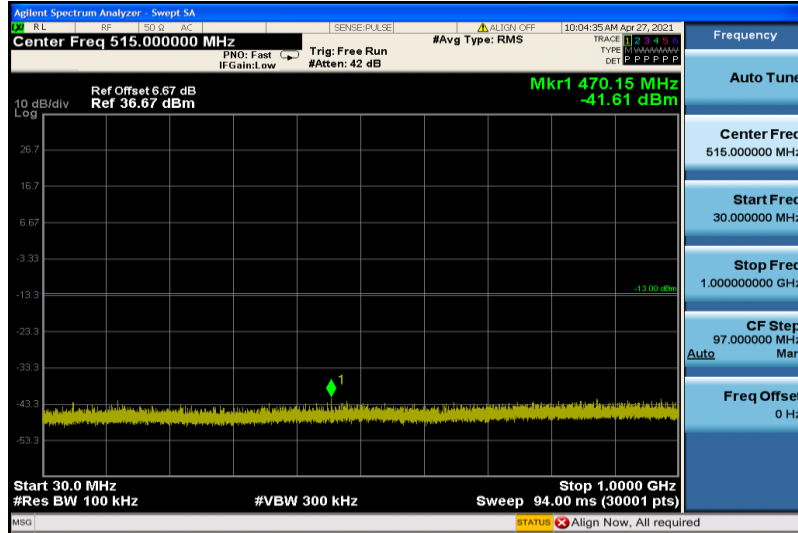 Agilent Spectrum Analyzer - Swept SA
LXI RL RF 50 Ω AC SENSE:PULSE ALIGN OFF 10:04:35 AM Apr 27, 2021
Center Freq 515.000000 MHz
PNO: Fast
IFGain:Low
Trig: Free Run
#Atten: 42 dB
#Avg Type: RMS
TRACE 1 2 3 4 5 6
TYPE M
DET P P P P P P
Mkr1 470.15 MHz
-41.61 dBm
Ref Offset 6.67 dB
10 dB/div Ref 36.67 dBm
Log
26.7
16.7
6.67
-3.33
-13.00 dBm
-13.3
-23.3
-33.3
1
-43.3
-53.3
Start 30.0 MHz Stop 1.0000 GHz
#Res BW 100 kHz #VBW 300 kHz Sweep 94.00 ms (30001 pts)
MSG STATUS Align Now, All required
Frequency
Auto Tune
Center Freq
515.000000 MHz
Start Freq
30.000000 MHz
Stop Freq
1.000000000 GHz
CF Step
97.000000 MHz
Auto Man
Freq Offset
0 Hz